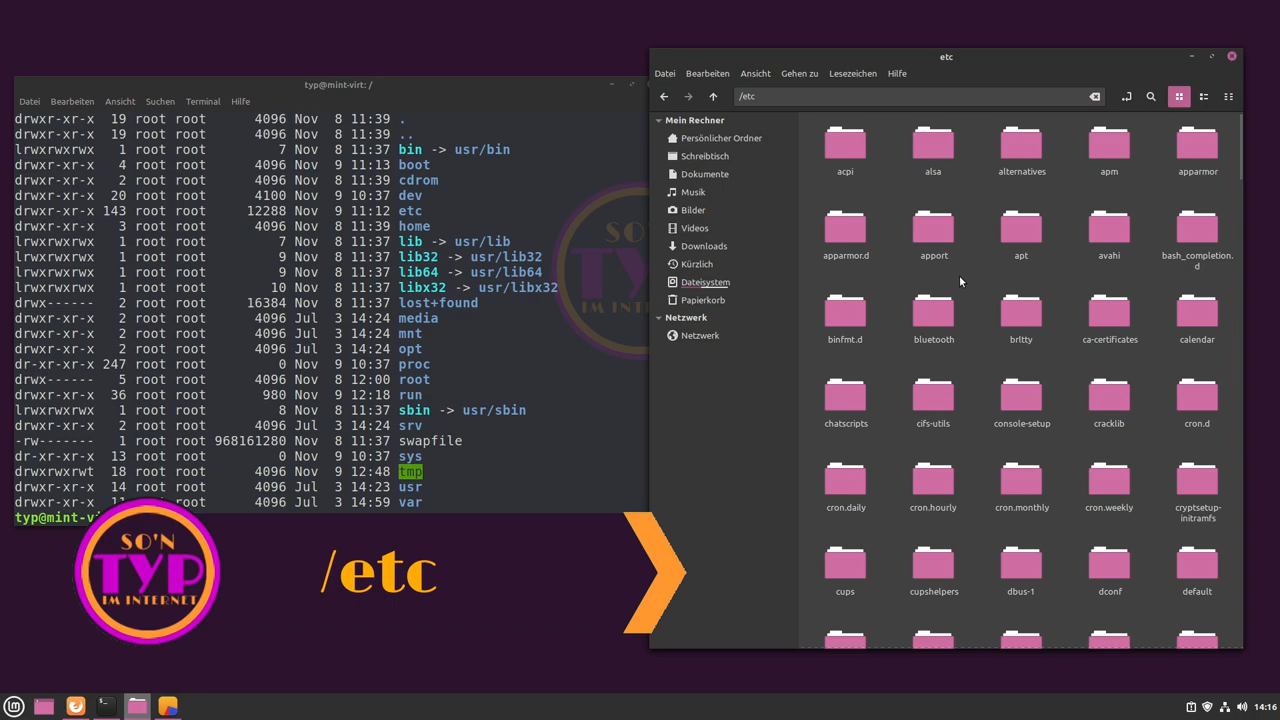 typ@mint-virt: /
Datei Bearbeiten Ansicht Suchen Terminal Hilfe
drwxr-xr-x 19 root root 4096 Nov 8 11:39 .
drwxr-xr-x 19 root root 4096 Nov 8 11:39 ..
lrwxrwxrwx 1 root root 7 Nov 8 11:37 bin -> usr/bin
drwxr-xr-x 4 root root 4096 Nov 9 11:13 boot
drwxr-xr-x 2 root root 4096 Nov 8 11:39 cdrom
drwxr-xr-x 20 root root 4100 Nov 9 10:37 dev
drwxr-xr-x 143 root root 12288 Nov 9 11:12 etc
drwxr-xr-x 3 root root 4096 Nov 8 11:39 home
lrwxrwxrwx 1 root root 7 Nov 8 11:37 lib -> usr/lib
lrwxrwxrwx 1 root root 9 Nov 8 11:37 lib32 -> usr/lib32
lrwxrwxrwx 1 root root 9 Nov 8 11:37 lib64 -> usr/lib64
lrwxrwxrwx 1 root root 10 Nov 8 11:37 libx32 -> usr/libx32
drwx------ 2 root root 16384 Nov 8 11:37 lost+found
drwxr-xr-x 2 root root 4096 Jul 3 14:24 media
drwxr-xr-x 2 root root 4096 Jul 3 14:24 mnt
drwxr-xr-x 2 root root 4096 Jul 3 14:24 opt
dr-xr-xr-x 247 root root 0 Nov 9 10:37 proc
drwx------ 5 root root 4096 Nov 8 12:00 root
drwxr-xr-x 36 root root 980 Nov 9 12:18 run
lrwxrwxrwx 1 root root 8 Nov 8 11:37 sbin -> usr/sbin
drwxr-xr-x 2 root root 4096 Jul 3 14:24 srv
-rw------- 1 root root 968161280 Nov 8 11:37 swapfile
dr-xr-xr-x 13 root root 0 Nov 9 10:37 sys
drwxrwxrwt 18 root root 4096 Nov 9 12:48 tmp
drwxr-xr-x 14 root root 4096 Jul 3 14:23 usr
drwxr-xr-x 11 root root 4096 Jul 3 14:59 var
typ@mint-vi
SO'N
TYP
IM INTERNET
/etc
etc
Datei Bearbeiten Ansicht Gehen zu Lesezeichen Hilfe
/etc
Mein Rechner
Persönlicher Ordner
Schreibtisch
Dokumente
Musik
Bilder
Videos
Downloads
Kürzlich
Dateisystem
Papierkorb
Netzwerk
Netzwerk
acpi alsa alternatives apm apparmor
apparmor.d apport apt avahi bash_completion.
d
binfmt.d bluetooth brltty ca-certificates calendar
chatscripts cifs-utils console-setup cracklib cron.d
cron.daily cron.hourly cron.monthly cron.weekly cryptsetup-
initramfs
cups cupshelpers dbus-1 dconf default
14:16